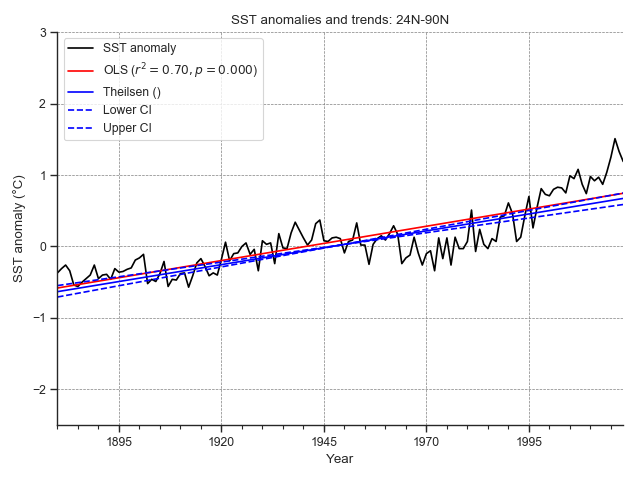 SST anomalies and trends: 24N-90N
SST anomaly
OLS (r² = 0.70, p = 0.000)
Theilsen ()
Lower CI
Upper CI
SST anomaly (°C)
3
2
1
0
−1
−2
1895
1920
1945
1970
1995
Year